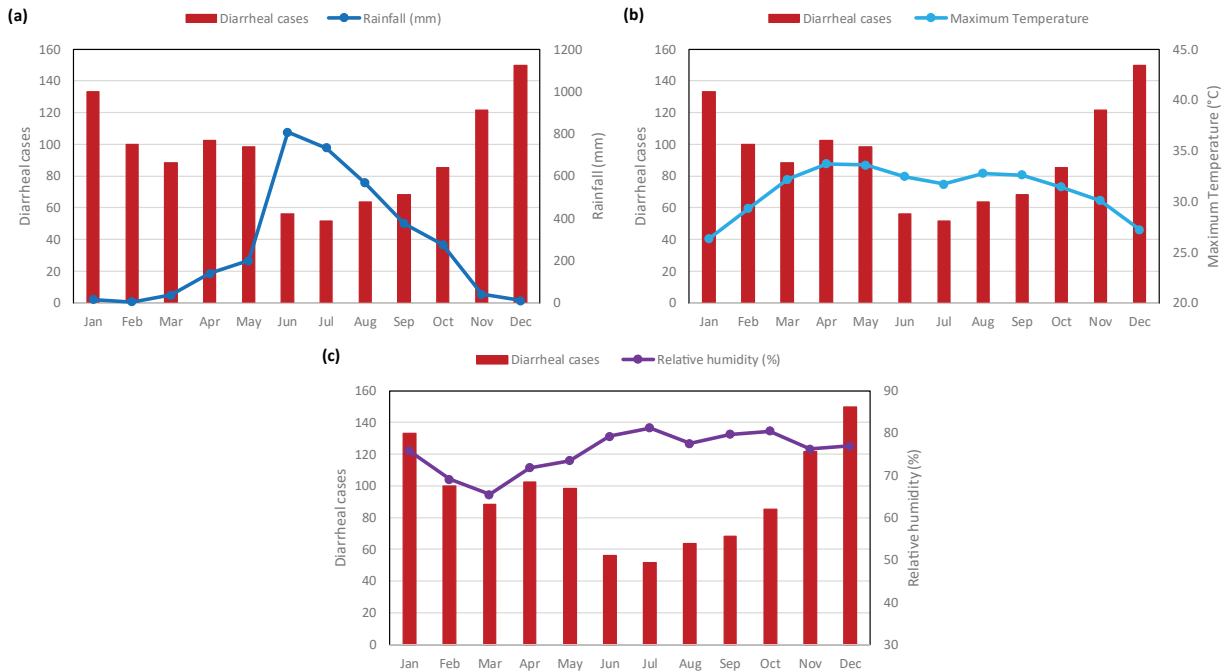 (a)
Diarrheal cases Rainfall (mm)
160 1200
140 1000
120
100 800
80 600
60 400
40
20 200
0 0
Diarrheal cases
Rainfall (mm)
Jan Feb Mar Apr May Jun Jul Aug Sep Oct Nov Dec
(b)
Diarrheal cases Maximum Temperature
160 45.0
140 40.0
120
100 35.0
80 30.0
60
40 25.0
20
0 20.0
Diarrheal cases
Maximum Temperature (°C)
Jan Feb Mar Apr May Jun Jul Aug Sep Oct Nov Dec
(c)
Diarrheal cases Relative humidity (%)
160 90
140 80
120 70
100
80 60
60 50
40 40
20
0 30
Diarrheal cases
Relative humidity (%)
Jan Feb Mar Apr May Jun Jul Aug Sep Oct Nov Dec